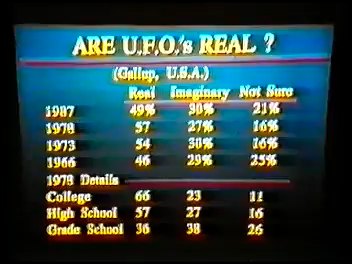 ARE U.F.O.'s REAL ?
(Gallup, U.S.A.)
Real Imaginary Not Sure
1987 49% 30% 21%
1978 57 27% 16%
1973 54 30% 16%
1966 46 29% 25%
1978 Details
College 66 23 11
High School 57 27 16
Grade School 36 38 26